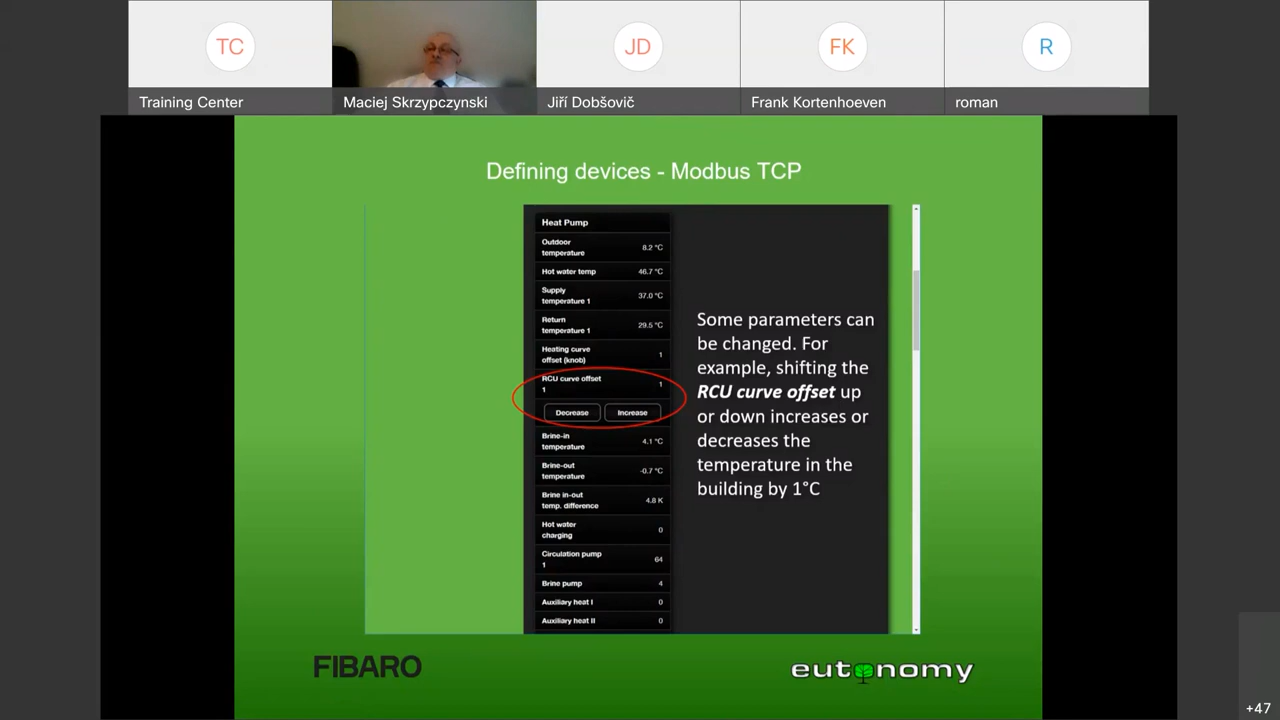 TC
JD
FK
R
Training Center
Maciej Skrzypczynski
Jiří Dobšovič
Frank Kortenhoeven
roman
Defining devices - Modbus TCP
Heat Pump
Outdoor
temperature
8.2 °C
Hot water temp
46.7 °C
Supply
temperature 1
37.0 °C
Return
temperature 1
29.5 °C
Heating curve
offset (knob)
1
RCU curve offset
1
1
Decrease
Increase
Brine-in
temperature
4.1 °C
Brine-out
temperature
-0.7 °C
Brine in-out
temp. difference
4.8 K
Hot water
charging
0
Circulation pump
1
64
Brine pump
4
Auxiliary heat I
0
Auxiliary heat II
0
Some parameters can
be changed. For
example, shifting the
RCU curve offset up
or down increases or
decreases the
temperature in the
building by 1°C
FIBARO
eutonomy
+47